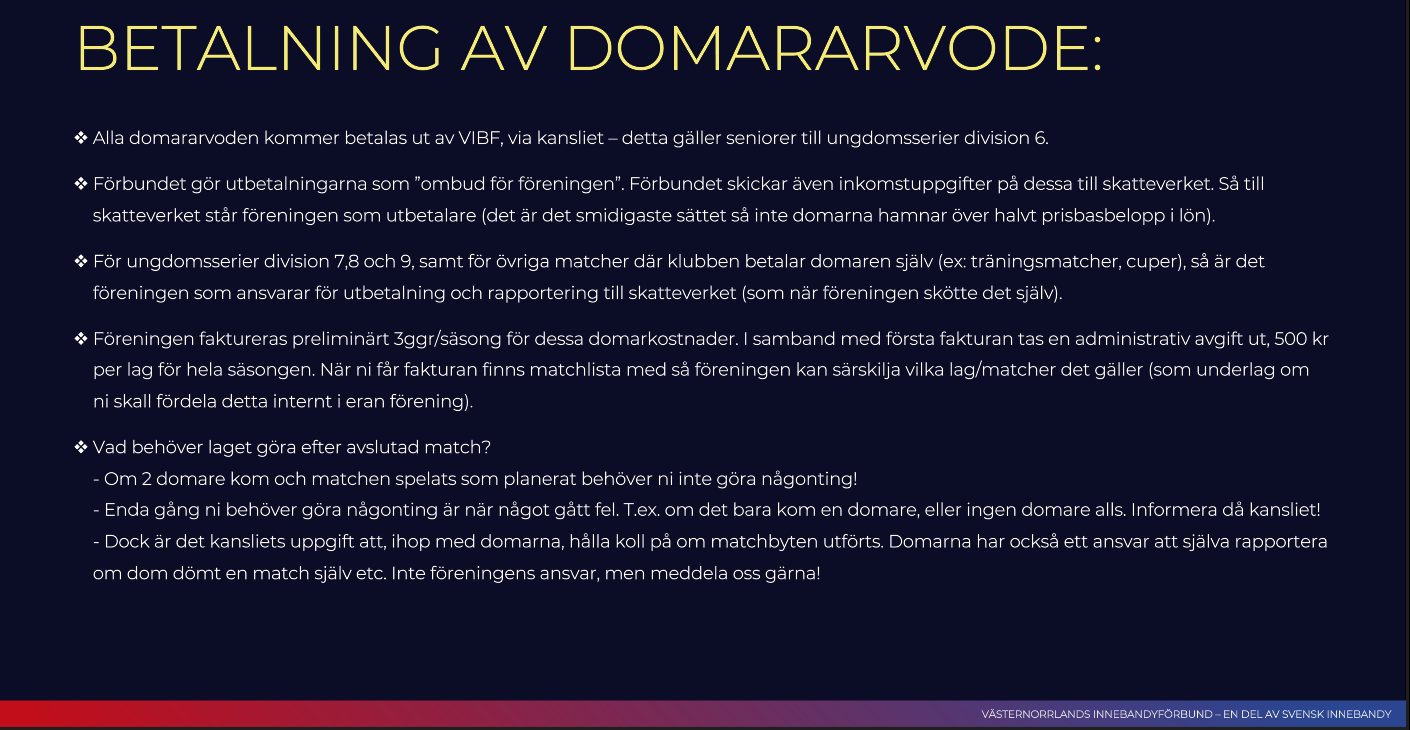 BETALNING AV DOMARARVODE:
❖ Alla domararvoden kommer betalas ut av VIBF, via kansliet – detta gäller seniorer till ungdomsserier division 6.
❖ Förbundet gör utbetalningarna som ”ombud för föreningen”. Förbundet skickar även inkomstuppgifter på dessa till skatteverket. Så till
skatteverket står föreningen som utbetalare (det är det smidigaste sättet så inte domarna hamnar över halvt prisbasbelopp i lön).
❖ För ungdomsserier division 7,8 och 9, samt för övriga matcher där klubben betalar domaren själv (ex: träningsmatcher, cuper), så är det
föreningen som ansvarar för utbetalning och rapportering till skatteverket (som när föreningen skötte det själv).
❖ Föreningen faktureras preliminärt 3ggr/säsong för dessa domarkostnader. I samband med första fakturan tas en administrativ avgift ut, 500 kr
per lag för hela säsongen. När ni får fakturan finns matchlista med så föreningen kan särskilja vilka lag/matcher det gäller (som underlag om
ni skall fördela detta internt i eran förening).
❖ Vad behöver laget göra efter avslutad match?
- Om 2 domare kom och matchen spelats som planerat behöver ni inte göra någonting!
- Enda gång ni behöver göra någonting är när något gått fel. T.ex. om det bara kom en domare, eller ingen domare alls. Informera då kansliet!
- Dock är det kansliets uppgift att, ihop med domarna, hålla koll på om matchbyten utförts. Domarna har också ett ansvar att själva rapportera
om dom dömt en match själv etc. Inte föreningens ansvar, men meddela oss gärna!
VÄSTERNORRLANDS INNEBANDYFÖRBUND – EN DEL AV SVENSK INNEBANDY